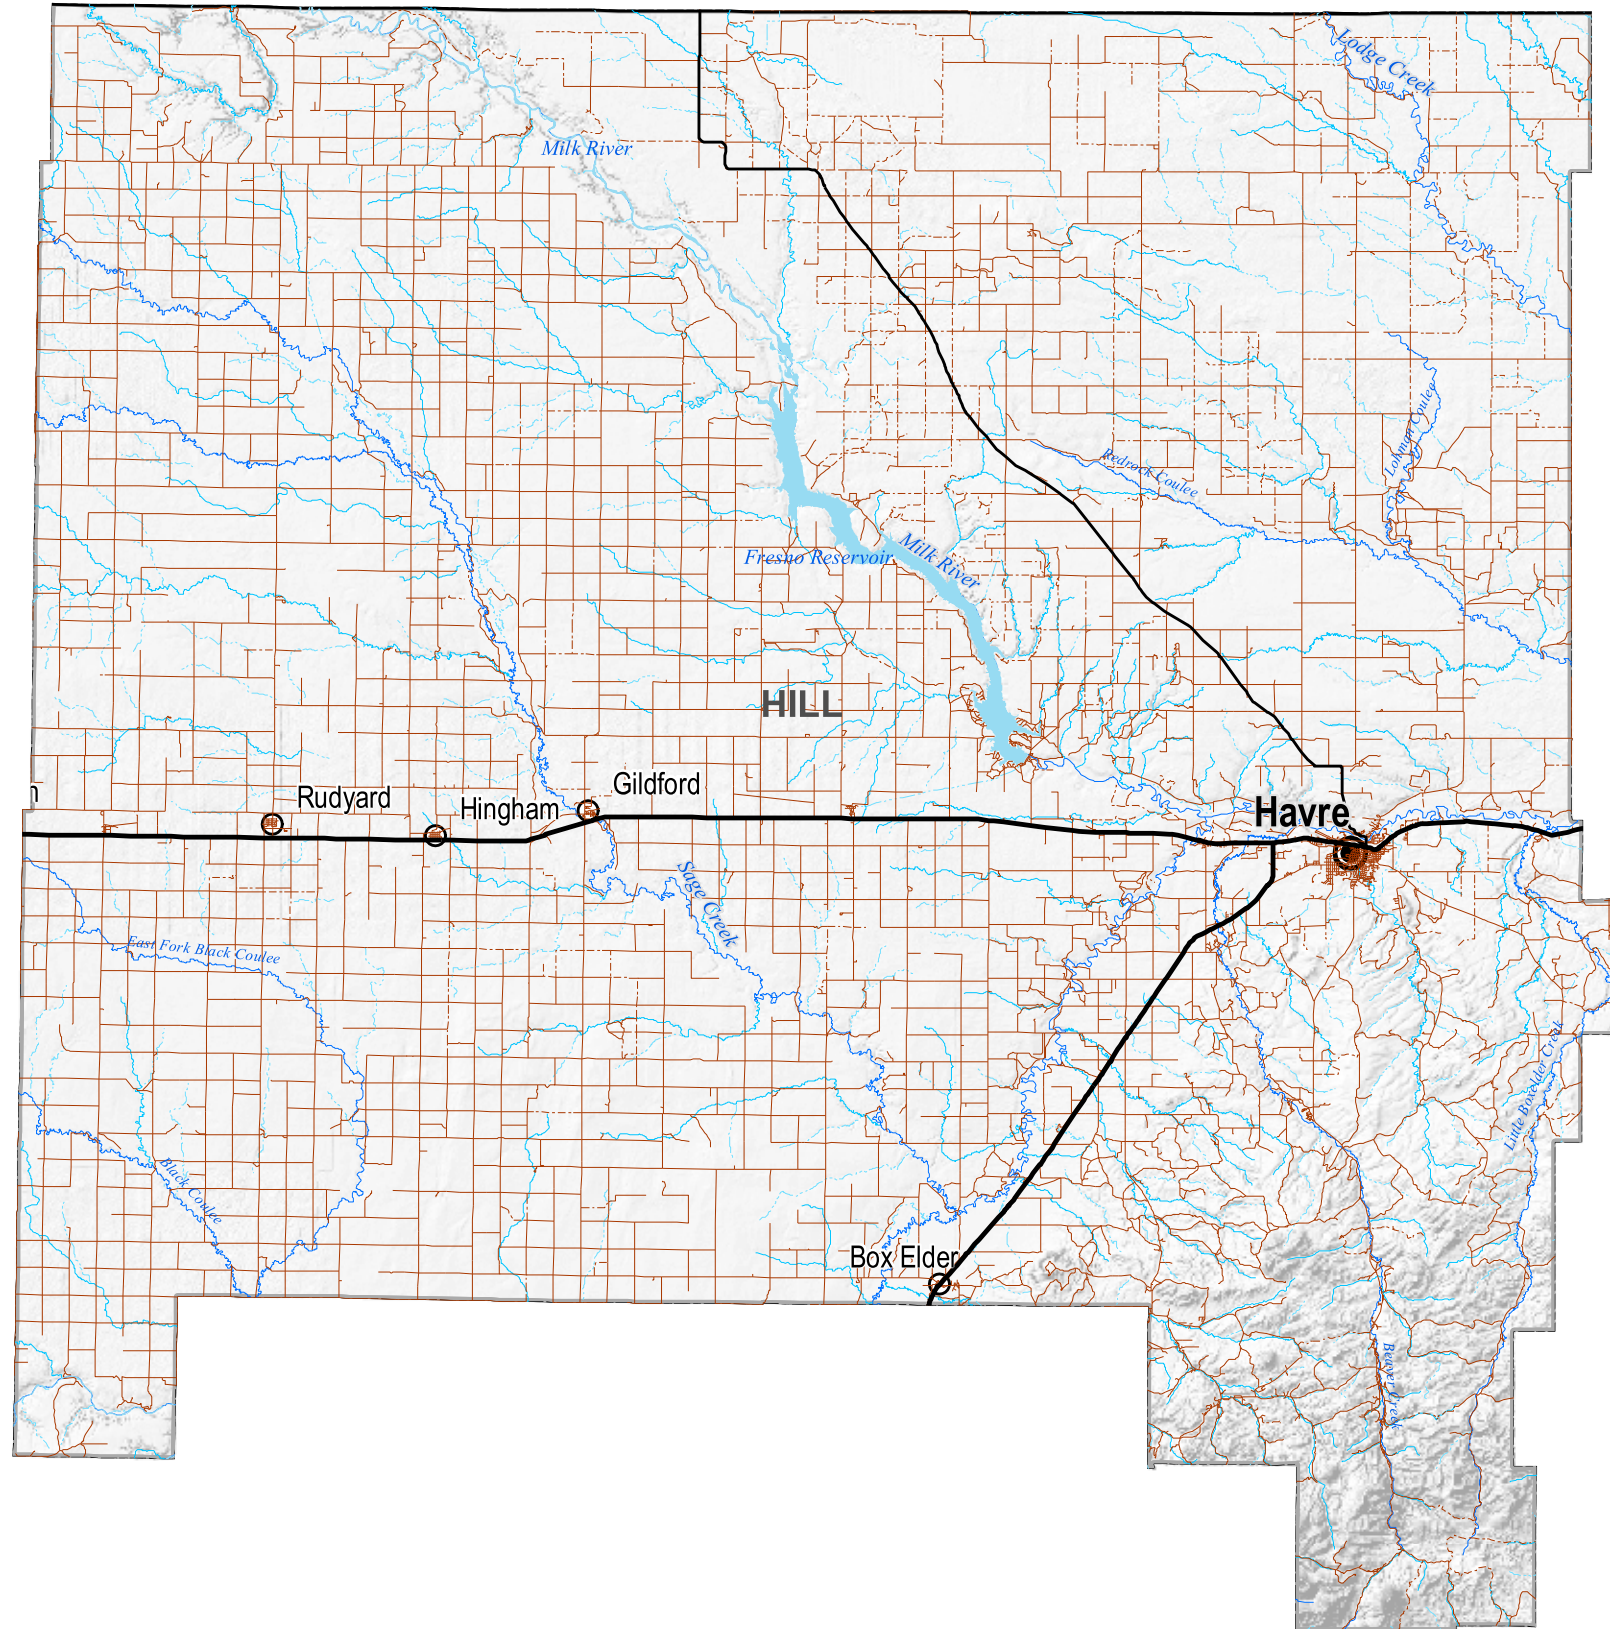 Lodge Creek
Milk River
Lohman Coulee
Redrock Coulee
Milk River
Fresno Reservoir
HILL
Gildford
Rudyard
Hingham
n
Havre
Sage Creek
East Fork Black Coulee
Little Boxelder Creek
Black Coulee
Box Elder
Beaver Creek